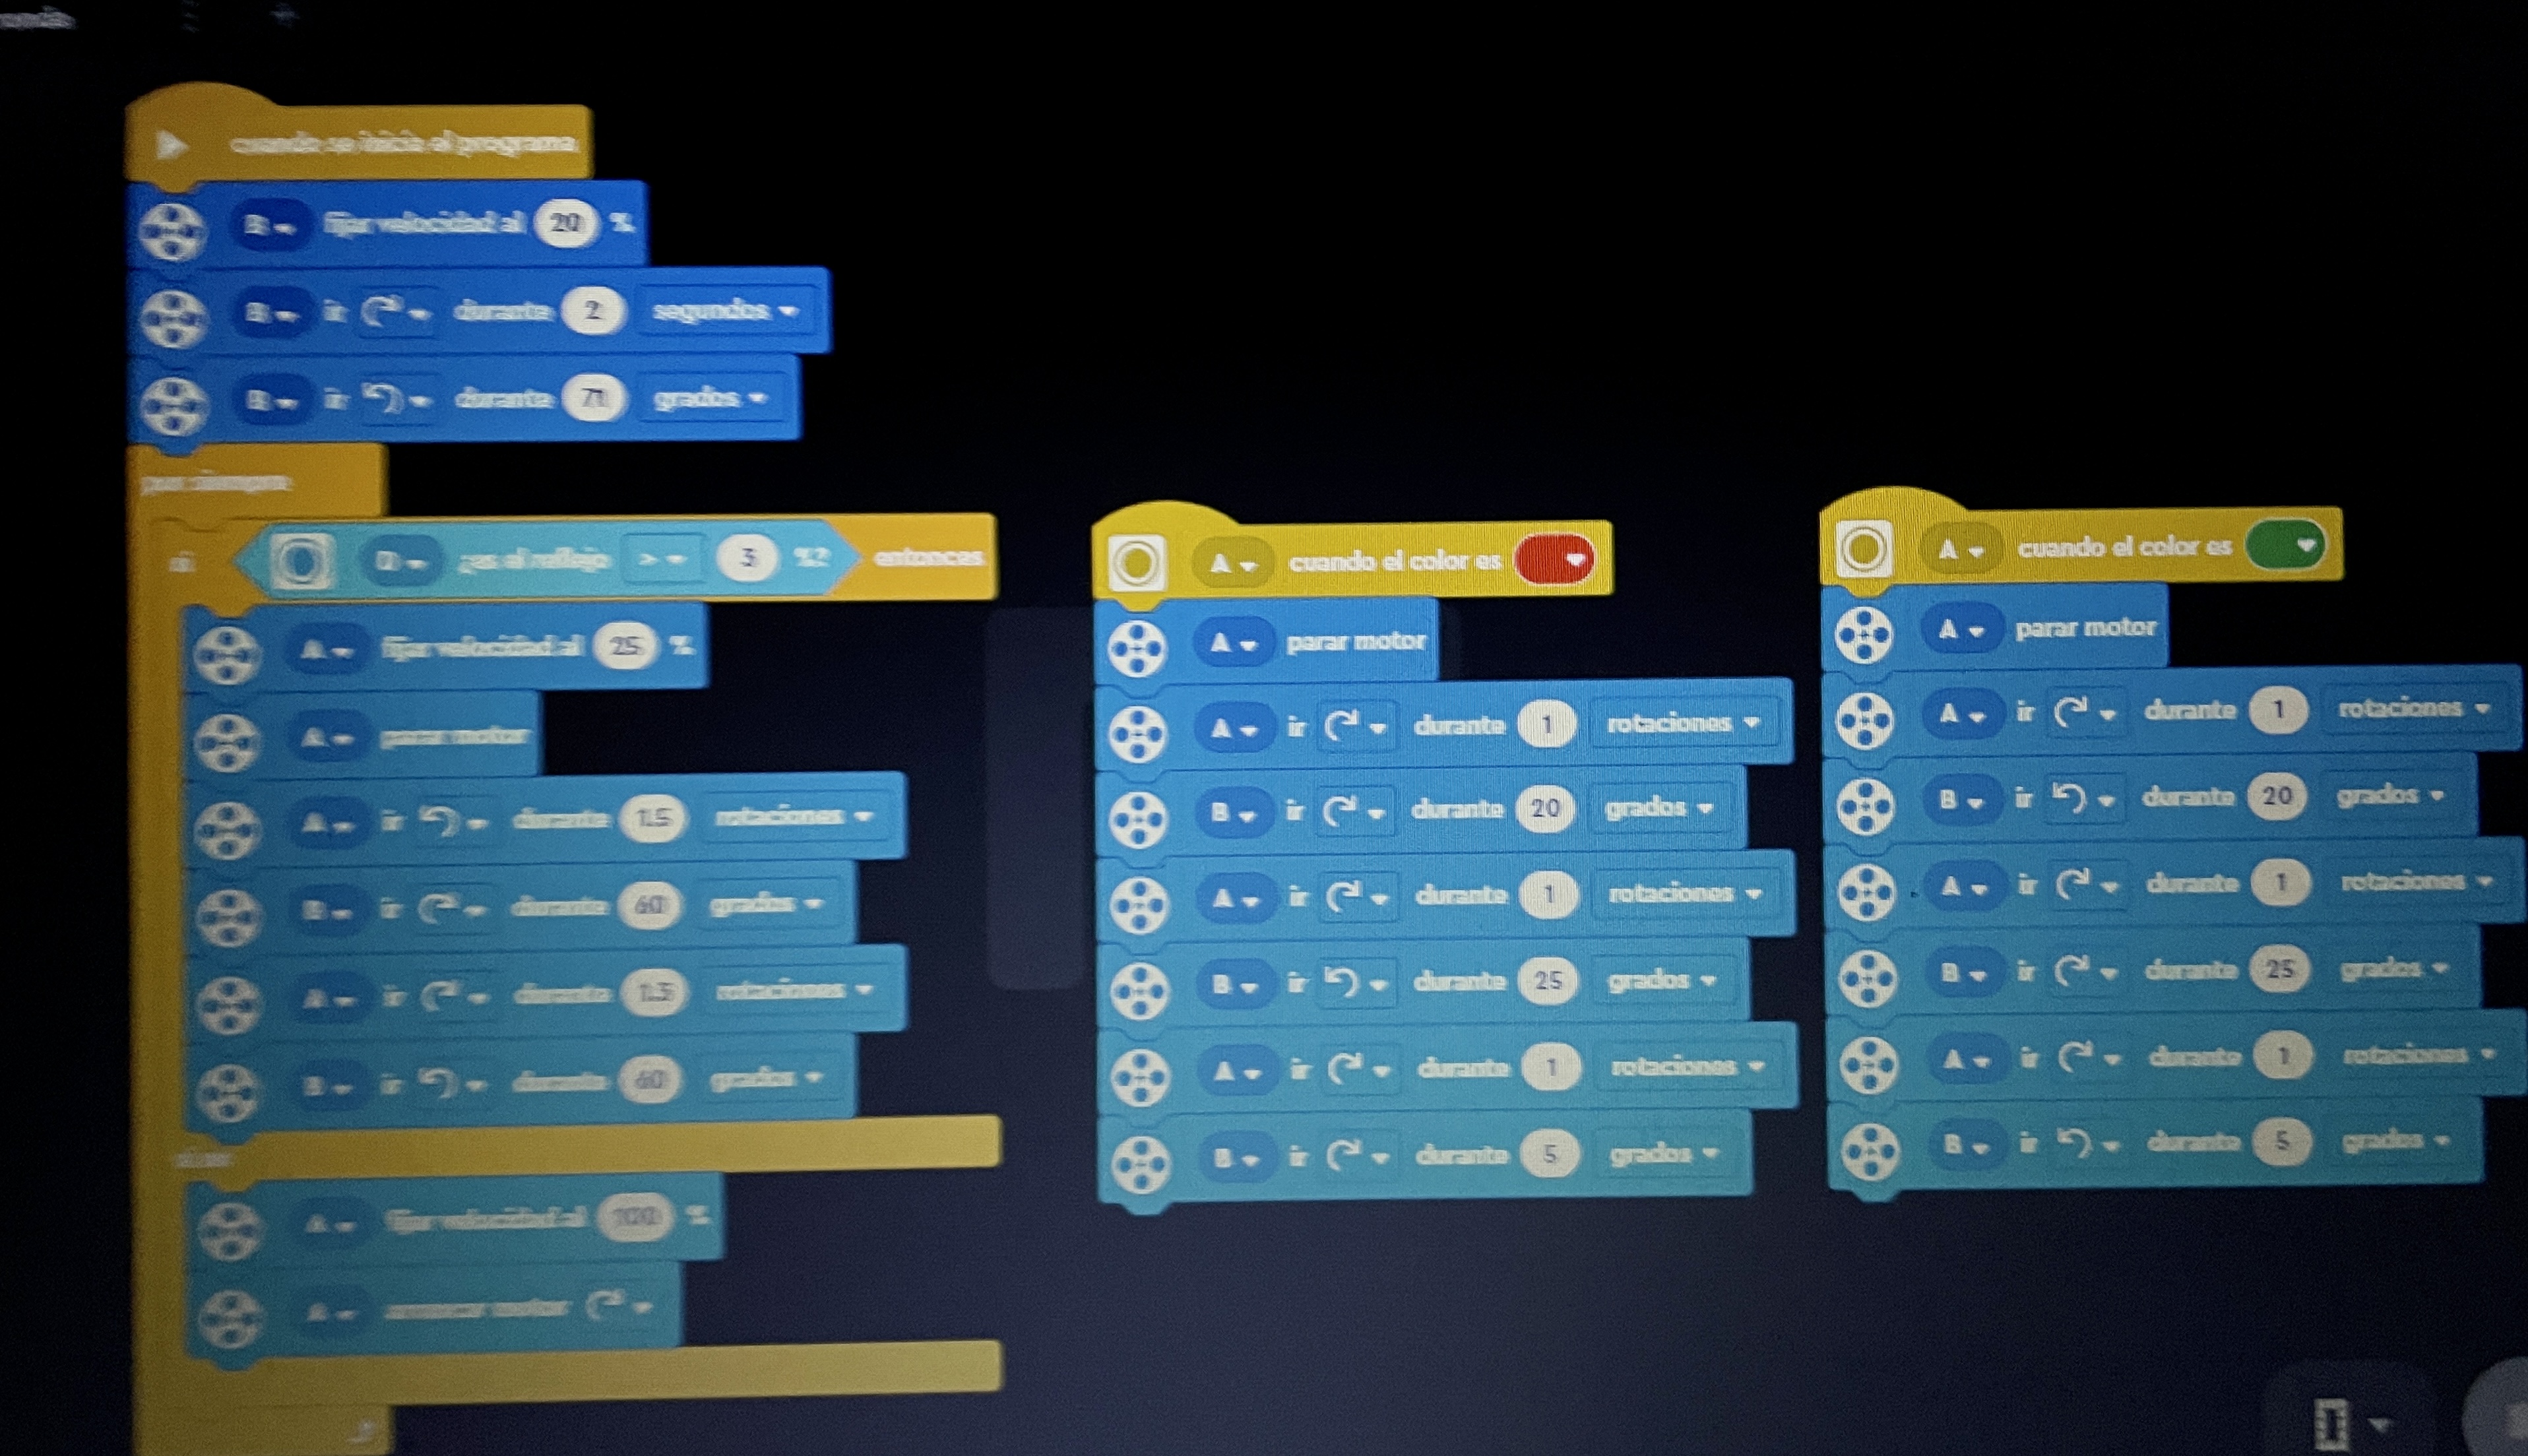 cuando se inicia el programa
B fijar velocidad al 20 %
B ir durante 2 segundos
B ir durante 71 grados
por siempre
si ¿es el reflejo > 3 %? entonces
A fijar velocidad al 25 %
A parar motor
A ir durante 1.5 rotaciones
B ir durante 60 grados
A ir durante rotaciones
B ir durante 60 grados
si no
A fijar velocidad al 100 %
A motor
A cuando el color es
A parar motor
A ir durante 1 rotaciones
B ir durante 20 grados
A ir durante 1 rotaciones
B ir durante 25 grados
A ir durante 1 rotaciones
B ir durante 5 grados
A cuando el color es
A parar motor
A ir durante 1 rotaciones
B ir durante 20 grados
A ir durante 1 rotaciones
B ir durante 25 grados
A ir durante 1 rotaciones
B ir durante 5 grados